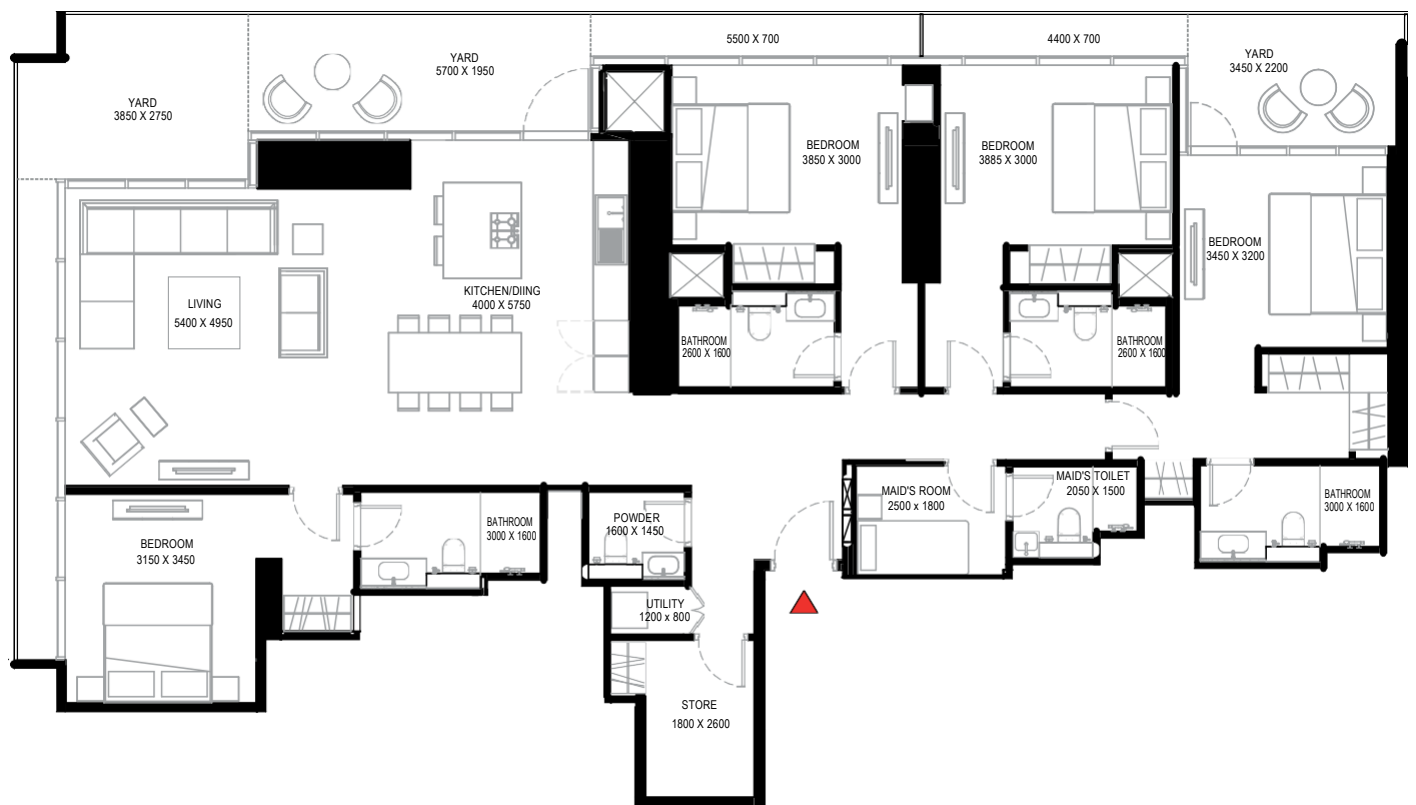 5500 X 700
4400 X 700
YARD
5700 X 1950
YARD
3450 X 2200
YARD
3850 X 2750
BEDROOM
3850 X 3000
BEDROOM
3885 X 3000
BEDROOM
3450 X 3200
KITCHEN/DIING
4000 X 5750
LIVING
5400 X 4950
BATHROOM
2600 X 1600
BATHROOM
2600 X 1600
MAID'S ROOM
2500 x 1800
MAID'S TOILET
2050 X 1500
BATHROOM
3000 X 1600
POWDER
1600 X 1450
BATHROOM
3000 X 1600
BEDROOM
3150 X 3450
UTILITY
1200 x 800
STORE
1800 X 2600